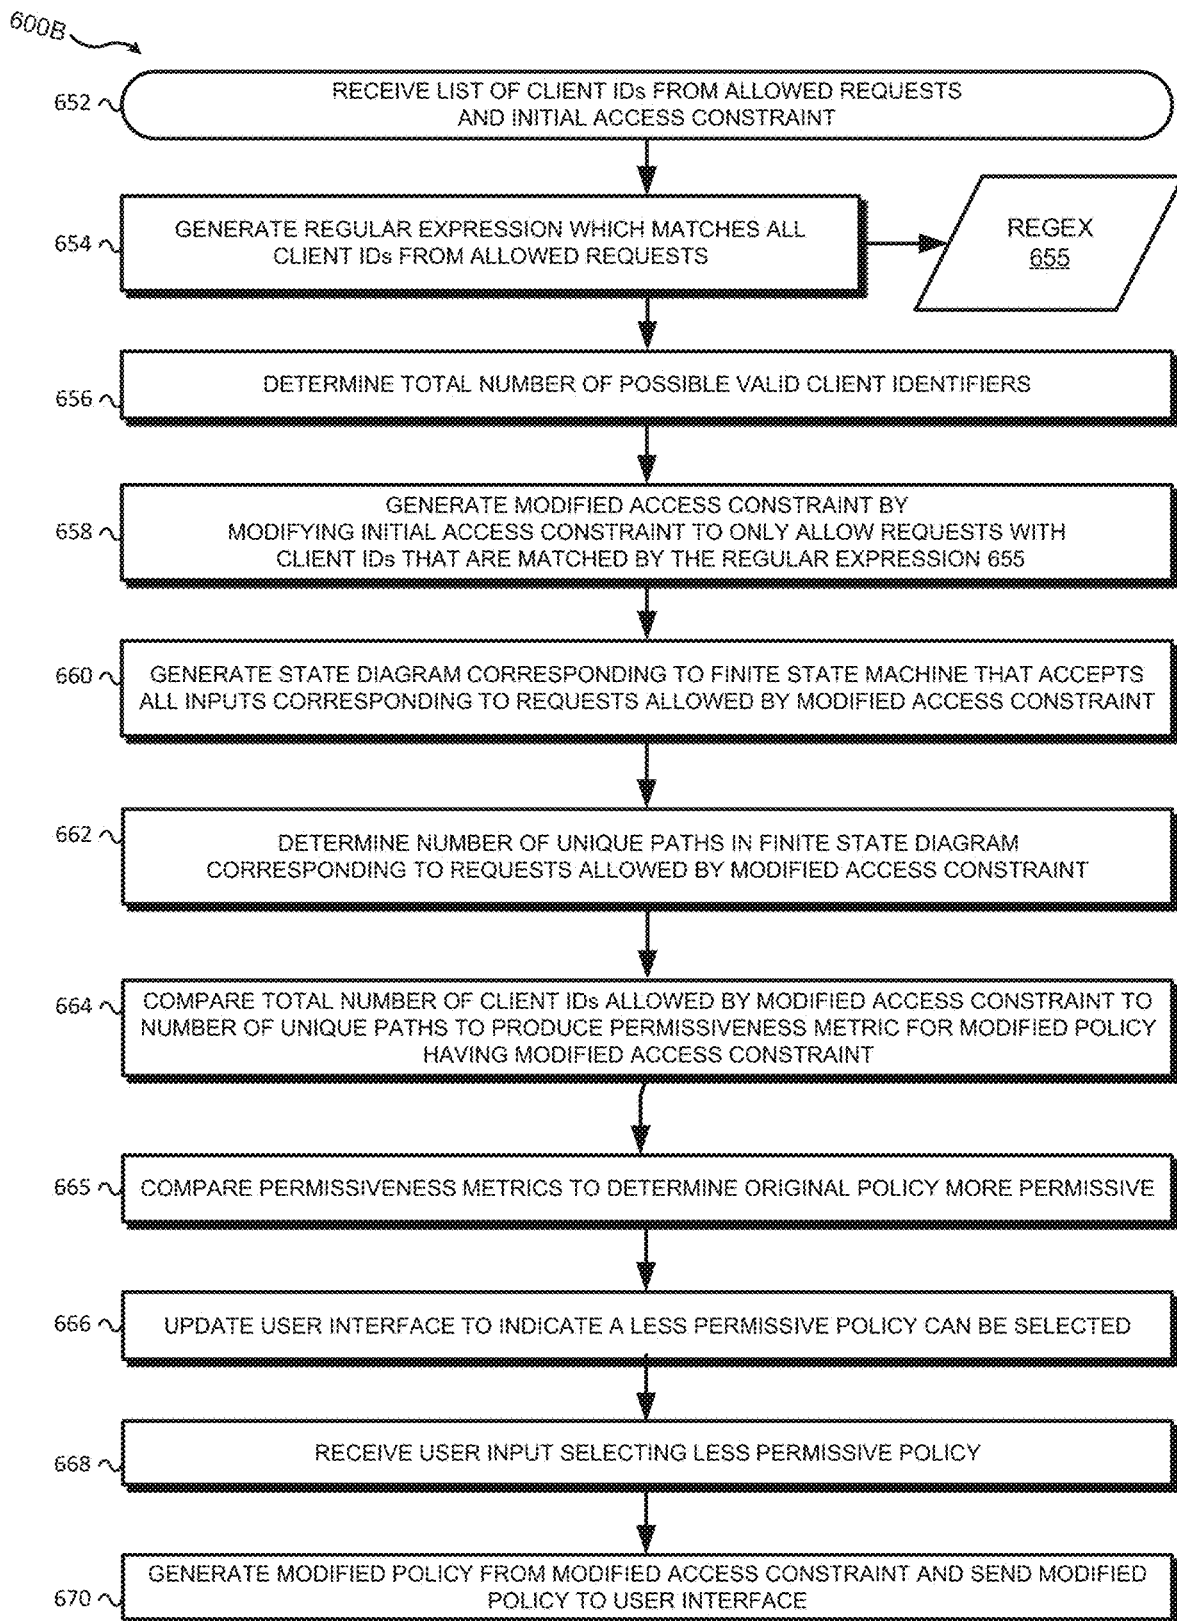 600B
652
RECEIVE LIST OF CLIENT IDs FROM ALLOWED REQUESTS
AND INITIAL ACCESS CONSTRAINT
654
GENERATE REGULAR EXPRESSION WHICH MATCHES ALL
CLIENT IDs FROM ALLOWED REQUESTS
REGEX
655
656
DETERMINE TOTAL NUMBER OF POSSIBLE VALID CLIENT IDENTIFIERS
658
GENERATE MODIFIED ACCESS CONSTRAINT BY
MODIFYING INITIAL ACCESS CONSTRAINT TO ONLY ALLOW REQUESTS WITH
CLIENT IDs THAT ARE MATCHED BY THE REGULAR EXPRESSION 655
660
GENERATE STATE DIAGRAM CORRESPONDING TO FINITE STATE MACHINE THAT ACCEPTS
ALL INPUTS CORRESPONDING TO REQUESTS ALLOWED BY MODIFIED ACCESS CONSTRAINT
662
DETERMINE NUMBER OF UNIQUE PATHS IN FINITE STATE DIAGRAM
CORRESPONDING TO REQUESTS ALLOWED BY MODIFIED ACCESS CONSTRAINT
664
COMPARE TOTAL NUMBER OF CLIENT IDs ALLOWED BY MODIFIED ACCESS CONSTRAINT TO
NUMBER OF UNIQUE PATHS TO PRODUCE PERMISSIVENESS METRIC FOR MODIFIED POLICY
HAVING MODIFIED ACCESS CONSTRAINT
665
COMPARE PERMISSIVENESS METRICS TO DETERMINE ORIGINAL POLICY MORE PERMISSIVE
666
UPDATE USER INTERFACE TO INDICATE A LESS PERMISSIVE POLICY CAN BE SELECTED
668
RECEIVE USER INPUT SELECTING LESS PERMISSIVE POLICY
670
GENERATE MODIFIED POLICY FROM MODIFIED ACCESS CONSTRAINT AND SEND MODIFIED
POLICY TO USER INTERFACE